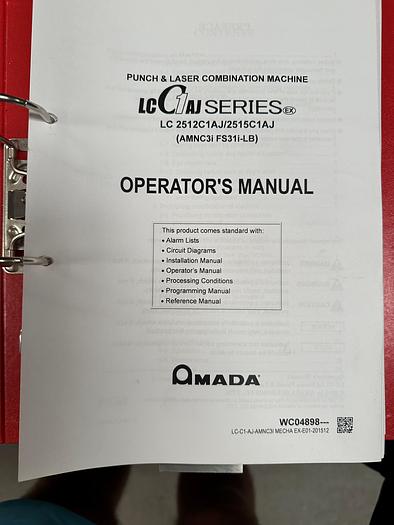 PUNCH & LASER COMBINATION MACHINE
LC C1 AJ SERIES EX
LC 2512C1AJ/2515C1AJ
(AMNC3i FS31i-LB)
OPERATOR'S MANUAL
This product comes standard with:
• Alarm Lists
• Circuit Diagrams
• Installation Manual
• Operator's Manual
• Processing Conditions
• Programming Manual
• Reference Manual
AMADA
WC04898---
LC-C1-AJ-AMNC3I MECHA EX-E01-201512